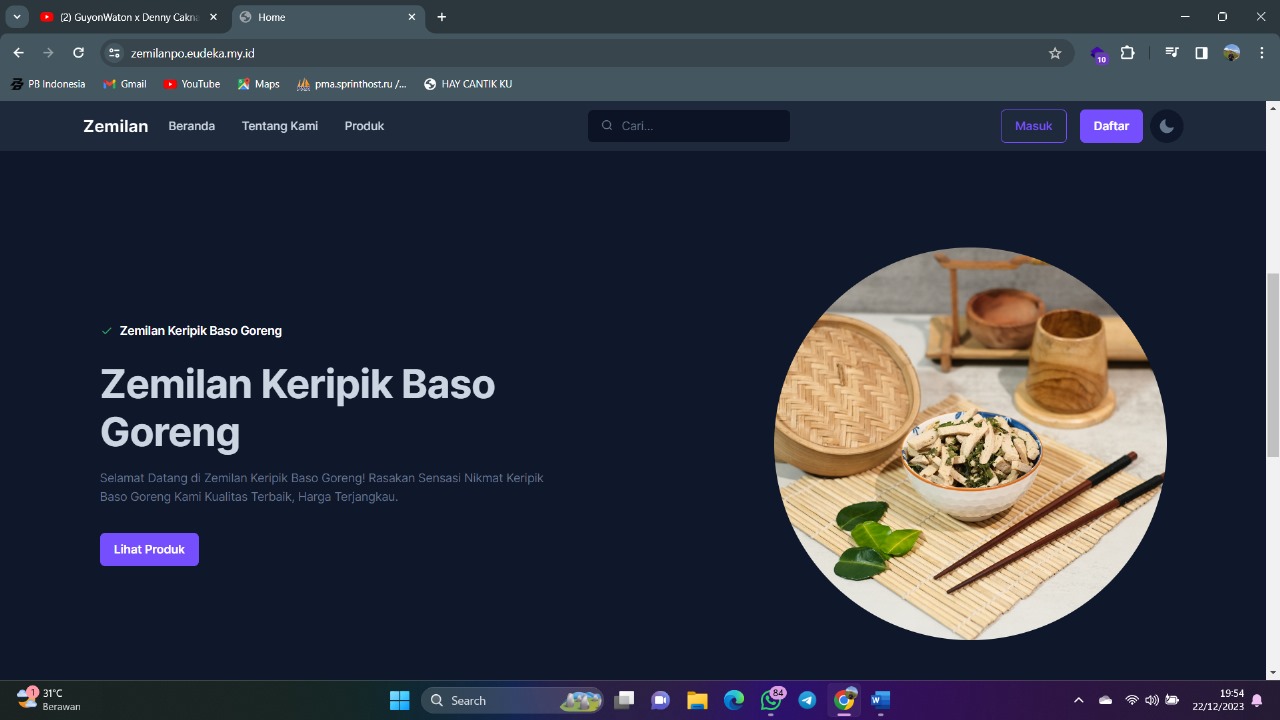 (2) GuyonWaton x Denny Cakna
Home
zemilanpo.eudeka.my.id
10
PB Indonesia
Gmail
YouTube
Maps
pma.sprinthost.ru /...
HAY CANTIK KU
Zemilan
Beranda
Tentang Kami
Produk
Cari...
Masuk
Daftar
Zemilan Keripik Baso Goreng
Zemilan Keripik Baso
Goreng
Selamat Datang di Zemilan Keripik Baso Goreng! Rasakan Sensasi Nikmat Keripik
Baso Goreng Kami Kualitas Terbaik, Harga Terjangkau.
Lihat Produk
1
31°C
Berawan
Search
84
W
19:54
22/12/2023